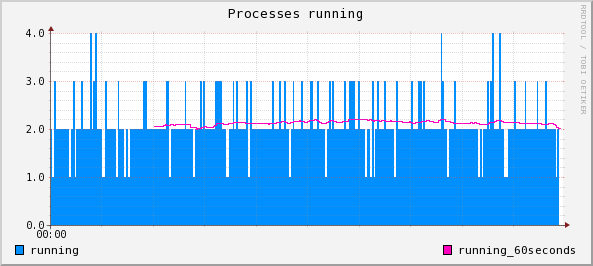 Processes running
4.0
3.0
2.0
1.0
0.0
00:00
running
running_60seconds
RRDTOOL / TOBI OETIKER